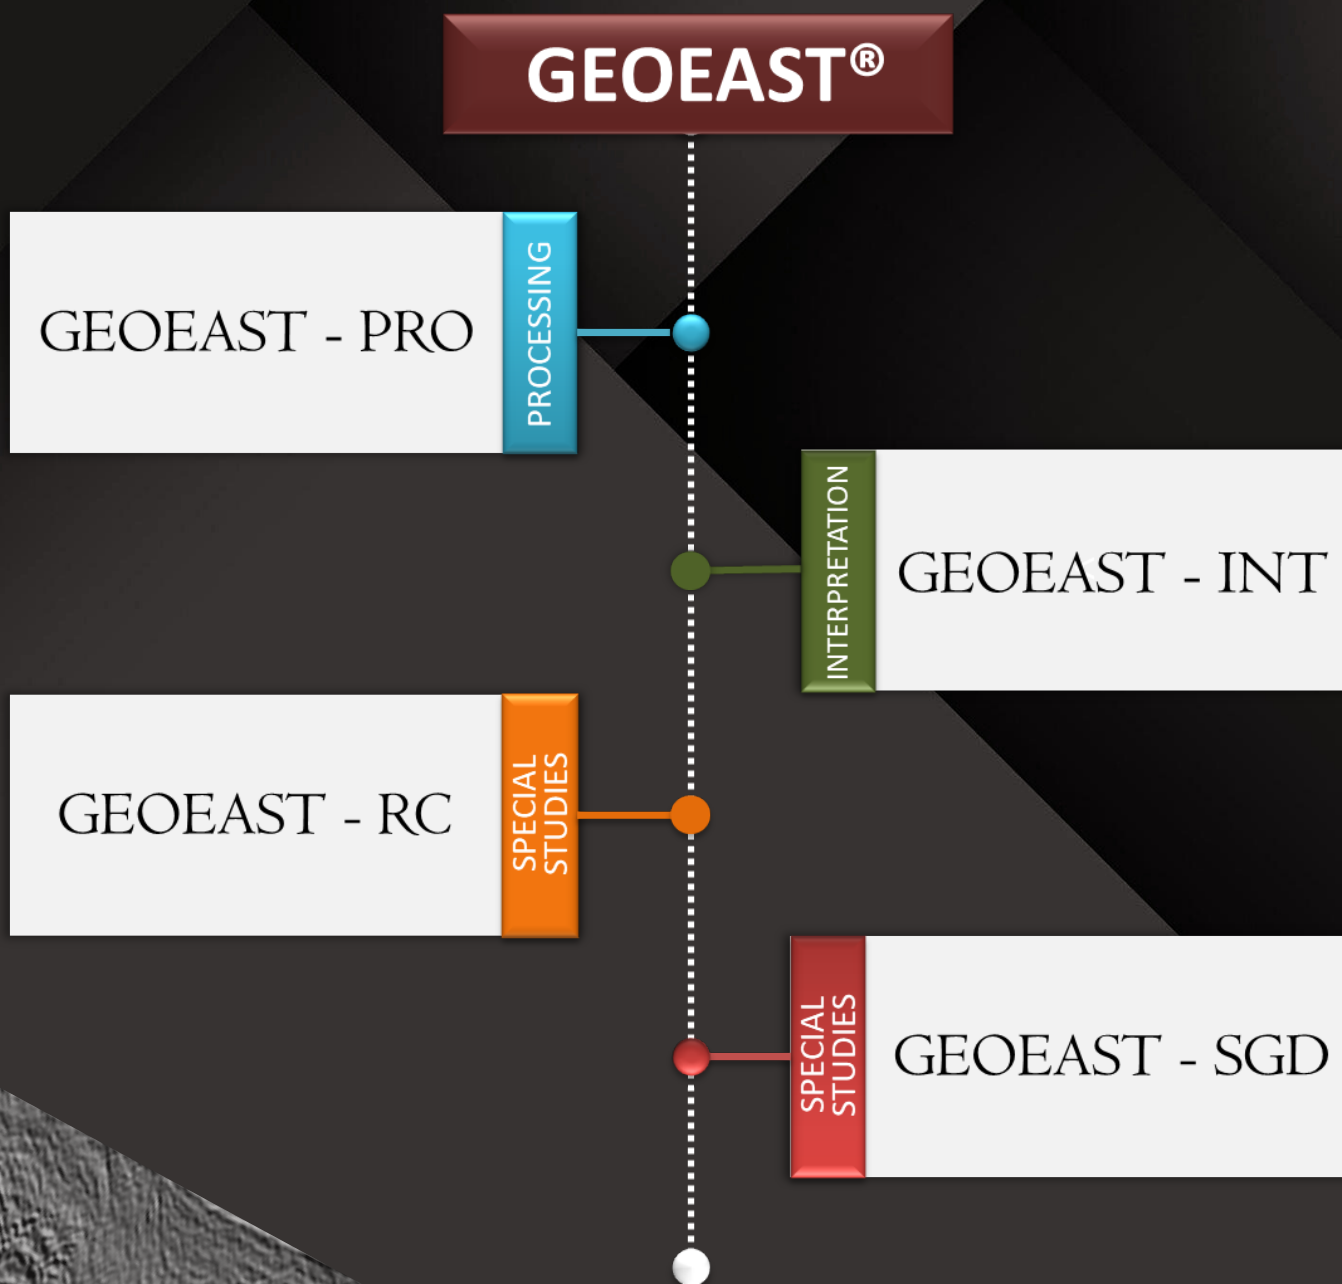 GEOEAST®
GEOEAST - PRO
PROCESSING
INTERPRETATION
GEOEAST - INT
GEOEAST - RC
SPECIAL
STUDIES
SPECIAL
STUDIES
GEOEAST - SGD